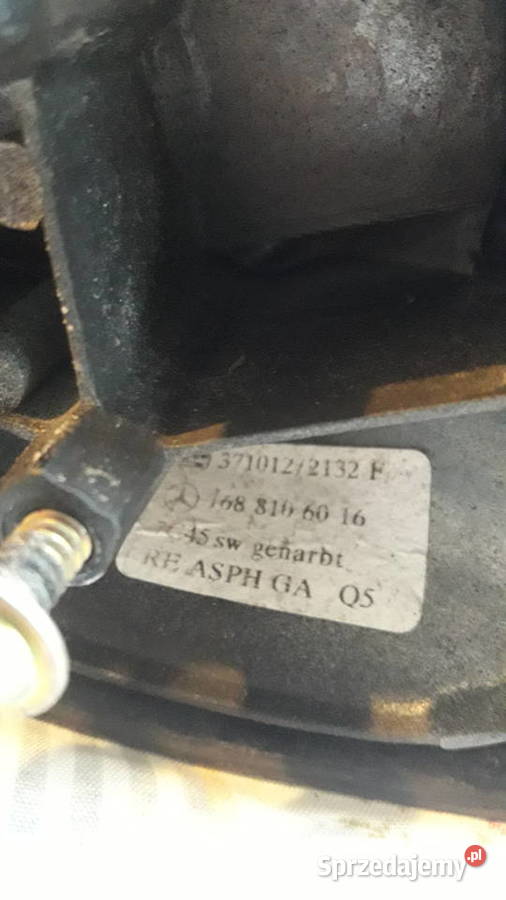 371012/2132 F
168 810 60 16
45 sw genarbt
RE ASPH GA Q5
Sprzedajemy.pl